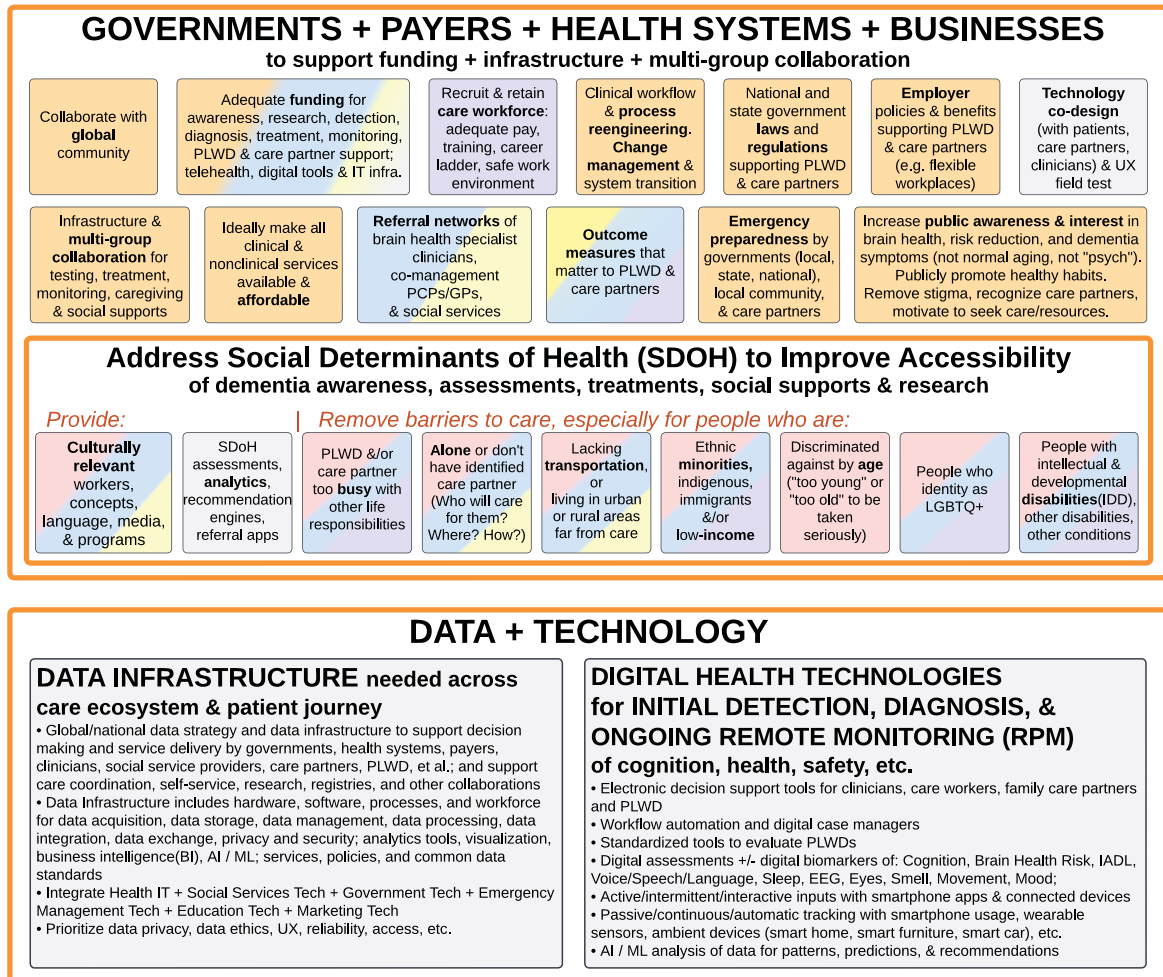 GOVERNMENTS + PAYERS + HEALTH SYSTEMS + BUSINESSES
to support funding + infrastructure + multi-group collaboration
Collaborate with
global
community
Adequate funding for
awareness, research, detection,
diagnosis, treatment, monitoring,
PLWD & care partner support;
telehealth, digital tools & IT infra.
Recruit & retain
care workforce:
adequate pay,
training, career
ladder, safe work
environment
Clinical workflow
& process
reengineering.
Change
management &
system transition
National and
state government
laws and
regulations
supporting PLWD
& care partners
Employer
policies & benefits
supporting PLWD
& care partners
(e.g. flexible
workplaces)
Technology
co-design
(with patients,
care partners,
clinicians) & UX
field test
Infrastructure &
multi-group
collaboration for
testing, treatment,
monitoring, caregiving
& social supports
Ideally make all
clinical &
nonclinical services
available &
affordable
Referral networks of
brain health specialist
clinicians,
co-management
PCPs/GPs,
& social services
Outcome
measures that
matter to PLWD &
care partners
Emergency
preparedness by
governments (local,
state, national),
local community,
& care partners
Increase public awareness & interest in
brain health, risk reduction, and dementia
symptoms (not normal aging, not "psych").
Publicly promote healthy habits.
Remove stigma, recognize care partners,
motivate to seek care/resources.
Address Social Determinants of Health (SDOH) to Improve Accessibility
of dementia awareness, assessments, treatments, social supports & research
Provide:
| Remove barriers to care, especially for people who are:
Culturally
relevant
workers,
concepts,
language, media,
& programs
SDoH
assessments,
analytics,
recommendation
engines,
referral apps
PLWD &/or
care partner
too busy with
other life
responsibilities
Alone or don't
have identified
care partner
(Who will care
for them?
Where? How?)
Lacking
transportation,
or
living in urban
or rural areas
far from care
Ethnic
minorities,
indigenous,
immigrants
&/or
low-income
Discriminated
against by age
("too young" or
"too old" to be
taken
seriously)
People who
identity as
LGBTQ+
People with
intellectual &
developmental
disabilities(IDD),
other disabilities,
other conditions
DATA + TECHNOLOGY
DATA INFRASTRUCTURE needed across
care ecosystem & patient journey
• Global/national data strategy and data infrastructure to support decision
making and service delivery by governments, health systems, payers,
clinicians, social service providers, care partners, PLWD, et al.; and support
care coordination, self-service, research, registries, and other collaborations
• Data Infrastructure includes hardware, software, processes, and workforce
for data acquisition, data storage, data management, data processing, data
integration, data exchange, privacy and security; analytics tools, visualization,
business intelligence(BI), AI / ML; services, policies, and common data
standards
• Integrate Health IT + Social Services Tech + Government Tech + Emergency
Management Tech + Education Tech + Marketing Tech
• Prioritize data privacy, data ethics, UX, reliability, access, etc.
DIGITAL HEALTH TECHNOLOGIES
for INITIAL DETECTION, DIAGNOSIS, &
ONGOING REMOTE MONITORING (RPM)
of cognition, health, safety, etc.
• Electronic decision support tools for clinicians, care workers, family care partners
and PLWD
• Workflow automation and digital case managers
• Standardized tools to evaluate PLWDs
• Digital assessments +/- digital biomarkers of: Cognition, Brain Health Risk, IADL,
Voice/Speech/Language, Sleep, EEG, Eyes, Smell, Movement, Mood;
• Active/intermittent/interactive inputs with smartphone apps & connected devices
• Passive/continuous/automatic tracking with smartphone usage, wearable
sensors, ambient devices (smart home, smart furniture, smart car), etc.
• AI / ML analysis of data for patterns, predictions, & recommendations